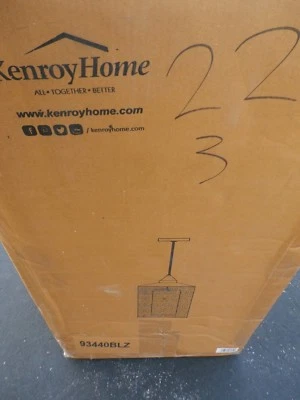 KenroyHome
ALL • TOGETHER • BETTER
www.kenroyhome.com
/ kenroyhome.com
22
3
93440BLZ